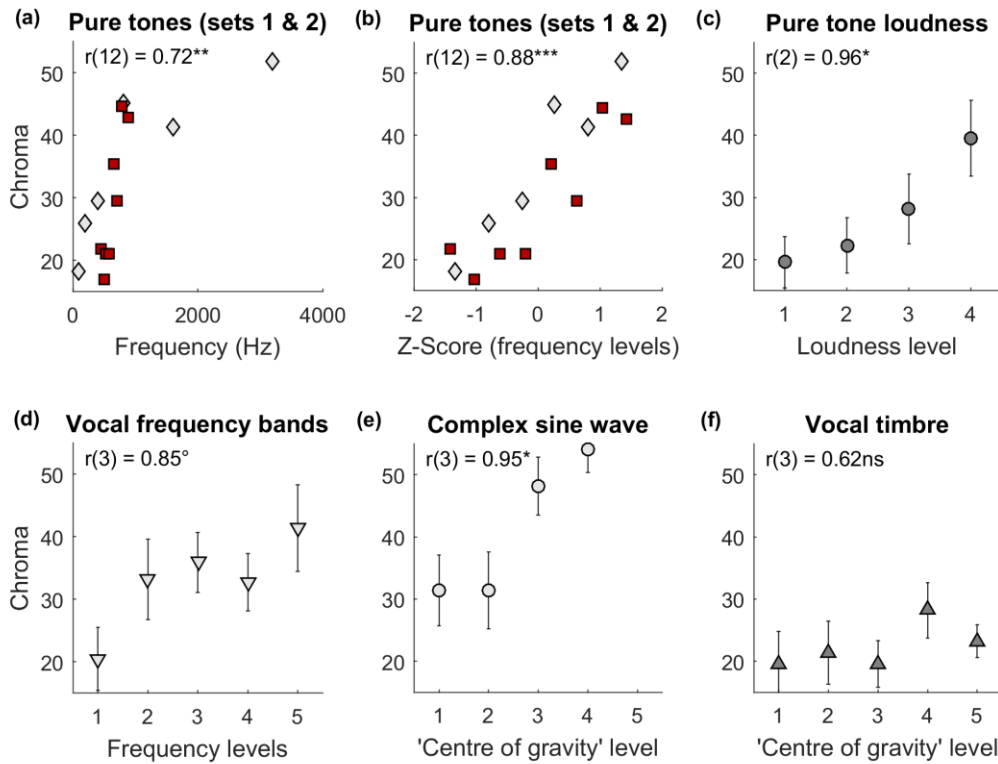 (a) Pure tones (sets 1 & 2)
r(12) = 0.72**
Chroma
50
40
30
20
0 2000 4000
Frequency (Hz)
(b) Pure tones (sets 1 & 2)
r(12) = 0.88***
50
40
30
20
-2 -1 0 1 2
Z-Score (frequency levels)
(c) Pure tone loudness
r(2) = 0.96*
50
40
30
20
1 2 3 4
Loudness level
(d) Vocal frequency bands
r(3) = 0.85°
Chroma
50
40
30
20
1 2 3 4 5
Frequency levels
(e) Complex sine wave
r(3) = 0.95*
50
40
30
20
1 2 3 4 5
'Centre of gravity' level
(f) Vocal timbre
r(3) = 0.62ns
50
40
30
20
1 2 3 4 5
'Centre of gravity' level